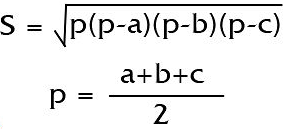 S = √p(p-a)(p-b)(p-c)
p = a+b+c / 2